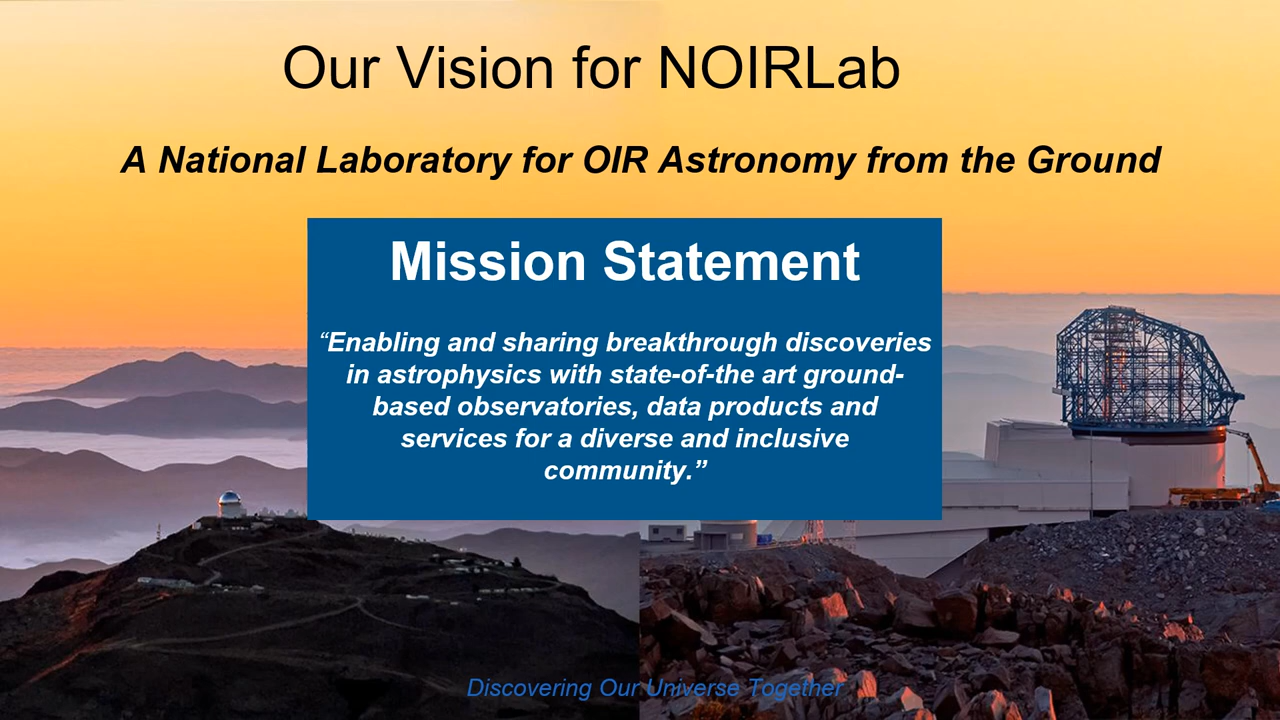 Our Vision for NOIRLab
A National Laboratory for OIR Astronomy from the Ground
Mission Statement
“Enabling and sharing breakthrough discoveries
in astrophysics with state-of-the art ground-
based observatories, data products and
services for a diverse and inclusive
community.”
Discovering Our Universe Together